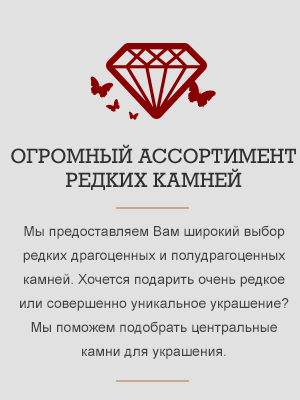 ОГРОМНЫЙ АССОРТИМЕНТ
РЕДКИХ КАМНЕЙ
Мы предоставляем Вам широкий выбор
редких драгоценных и полудрагоценных
камней. Хочется подарить очень редкое
или совершенно уникальное украшение?
Мы поможем подобрать центральные
камни для украшения.